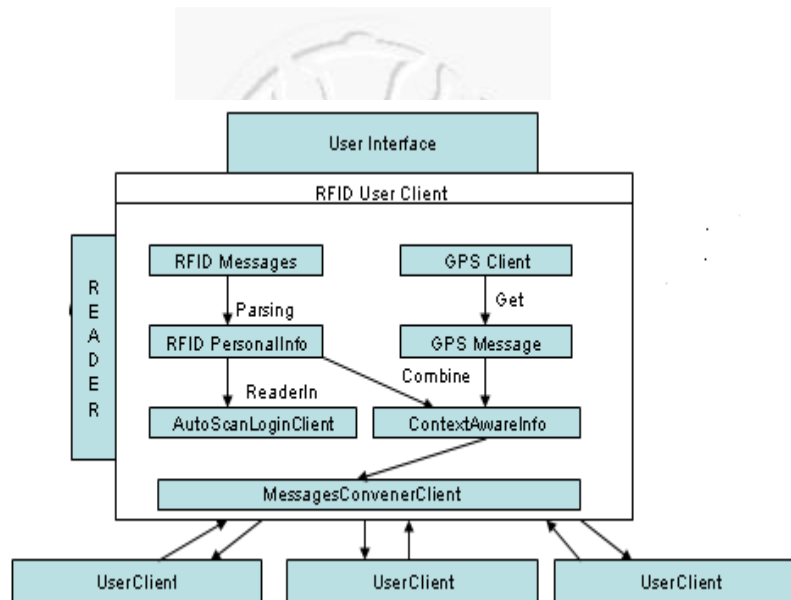 User Interface
RFID User Client
READER
RFID Messages
GPS Client
Parsing
Get
RFID PersonalInfo
GPS Message
ReaderIn
Combine
AutoScanLoginClient
ContextAwareInfo
MessagesConvenerClient
UserClient
UserClient
UserClient